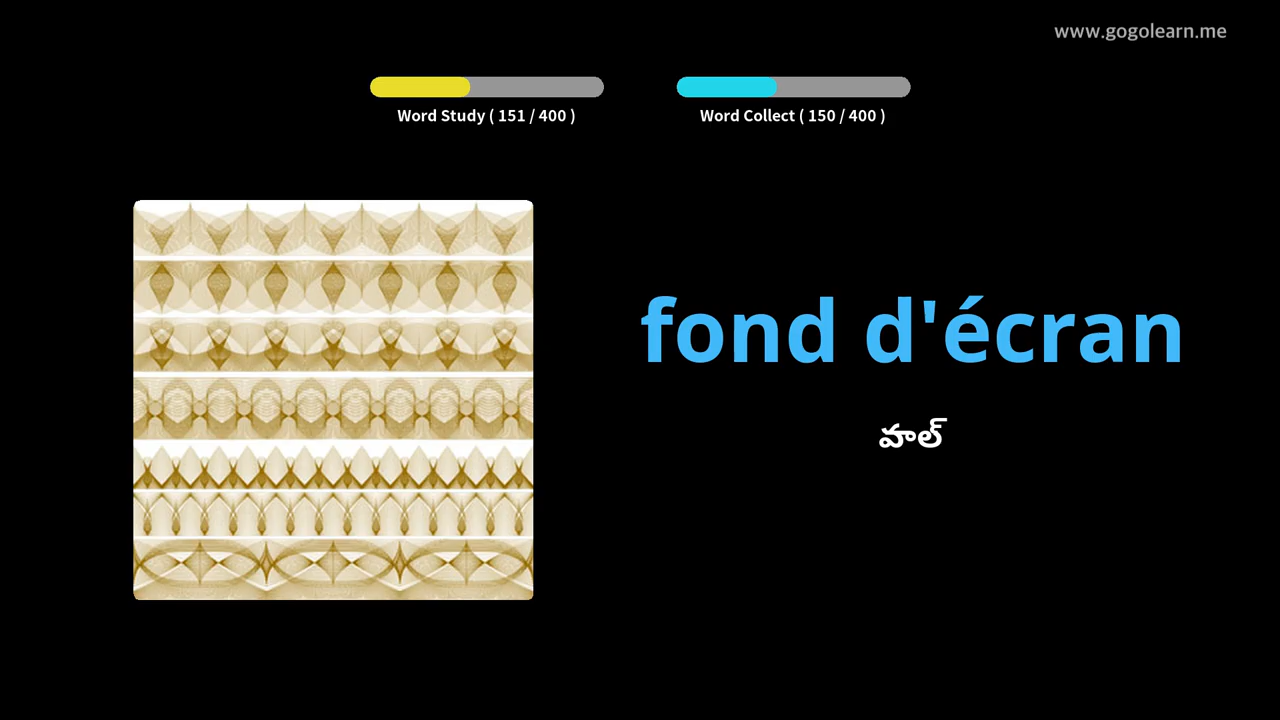 www.gogolearn.me
Word Study ( 151 / 400 )
Word Collect ( 150 / 400 )
fond d'écran
వాల్